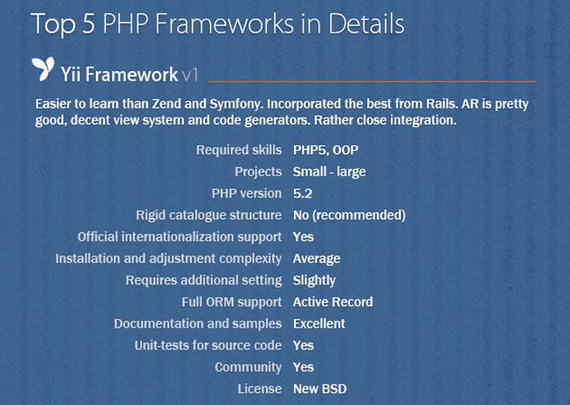 Top 5 PHP Frameworks in Details
Yii Framework v1
Easier to learn than Zend and Symfony. Incorporated the best from Rails. AR is pretty
good, decent view system and code generators. Rather close integration.
Required skills PHP5, OOP
Projects Small - large
PHP version 5.2
Rigid catalogue structure No (recommended)
Official internationalization support Yes
Installation and adjustment complexity Average
Requires additional setting Slightly
Full ORM support Active Record
Documentation and samples Excellent
Unit-tests for source code Yes
Community Yes
License New BSD